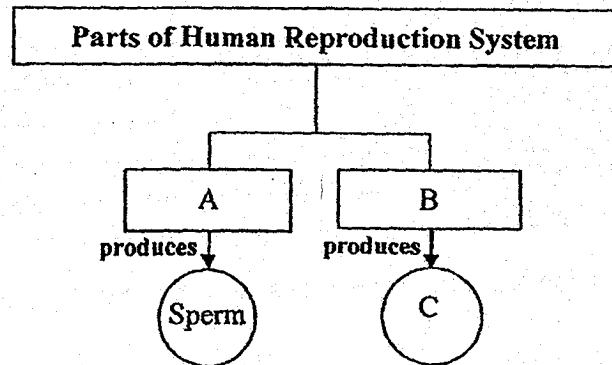 Parts of Human Reproduction System
A
B
produces
produces
Sperm
C